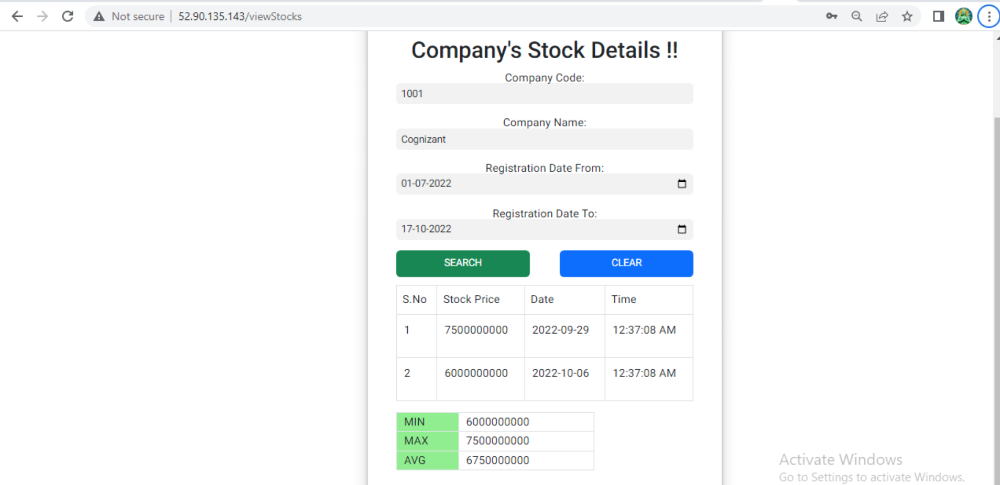 Not secure 52.90.135.143/viewStocks
Company's Stock Details !!
Company Code:
1001
Company Name:
Cognizant
Registration Date From:
01-07-2022
Registration Date To:
17-10-2022
SEARCH CLEAR
S.No Stock Price Date Time
1 7500000000 2022-09-29 12:37:08 AM
2 6000000000 2022-10-06 12:37:08 AM
MIN 6000000000
MAX 7500000000
AVG 6750000000
Activate Windows
Go to Settings to activate Windows.